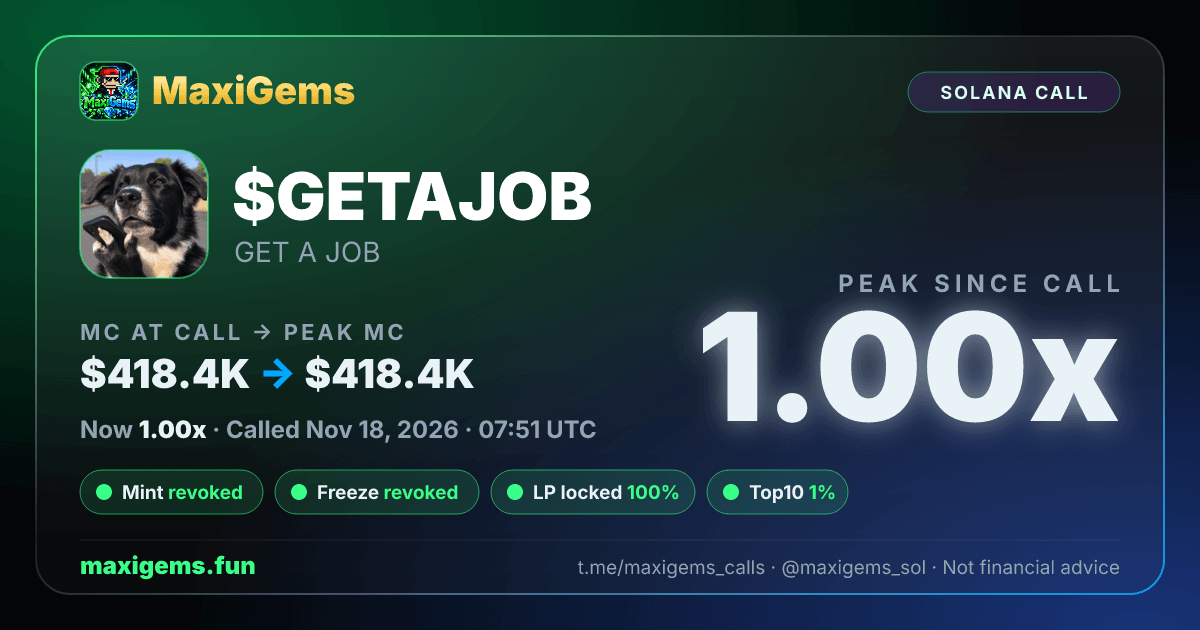 MaxiGems
MaxiGems
SOLANA CALL
$GETAJOB
GET A JOB
PEAK SINCE CALL
1.00x
MC AT CALL → PEAK MC
$418.4K → $418.4K
Now 1.00x · Called Nov 18, 2026 · 07:51 UTC
Mint revoked
Freeze revoked
LP locked 100%
Top10 1%
maxigems.fun
t.me/maxigems_calls · @maxigems_sol · Not financial advice